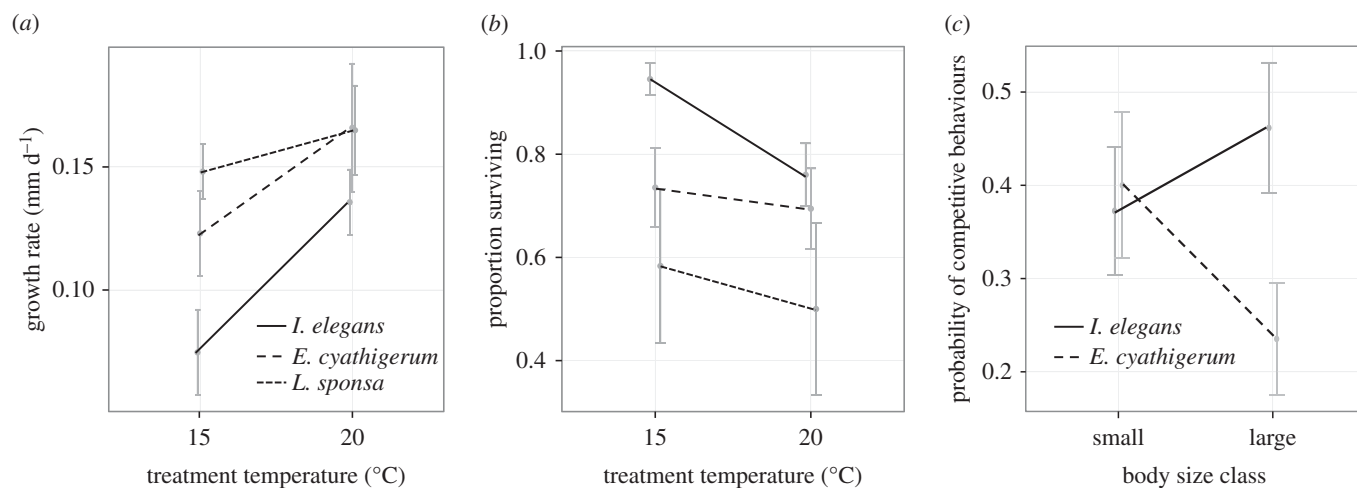 (a)
growth rate (mm d⁻¹)
0.15
0.10
I. elegans
E. cyathigerum
L. sponsa
15 20
treatment temperature (°C)
(b)
proportion surviving
1.0
0.8
0.6
0.4
15 20
treatment temperature (°C)
(c)
probability of competitive behaviours
0.5
0.4
0.3
0.2
I. elegans
E. cyathigerum
small large
body size class